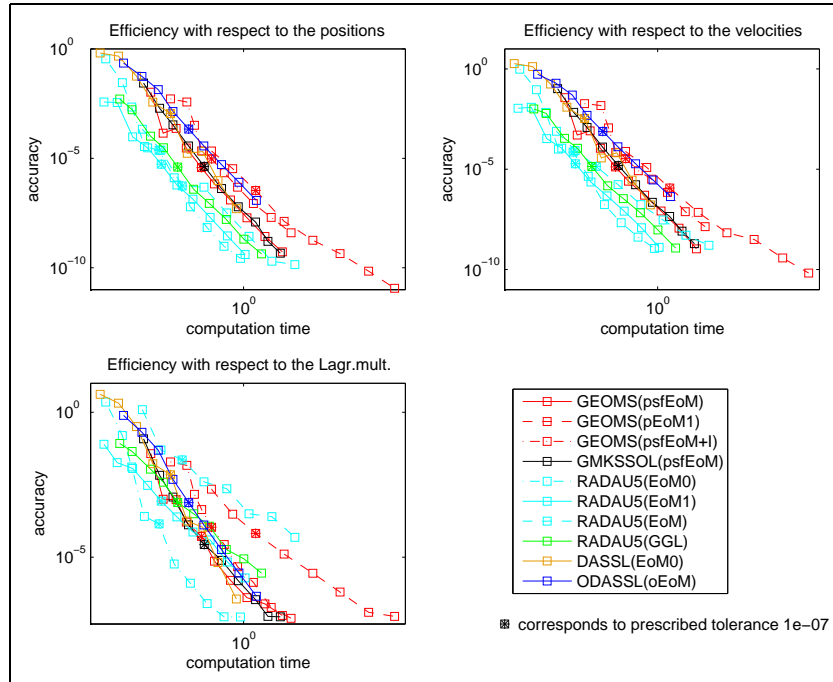 Efficiency with respect to the positions
10^0
10^-5
10^-10
accuracy
10^0
computation time
Efficiency with respect to the velocities
10^0
10^-5
10^-10
accuracy
10^0
computation time
Efficiency with respect to the Lagr.mult.
10^0
10^-5
accuracy
10^0
computation time
GEOMS(psfEoM)
GEOMS(pEoM1)
GEOMS(psfEoM+I)
GMKSSOL(psfEoM)
RADAU5(EoM0)
RADAU5(EoM1)
RADAU5(EoM)
RADAU5(GGL)
DASSL(EoM0)
ODASSL(oEoM)
corresponds to prescribed tolerance 1e-07